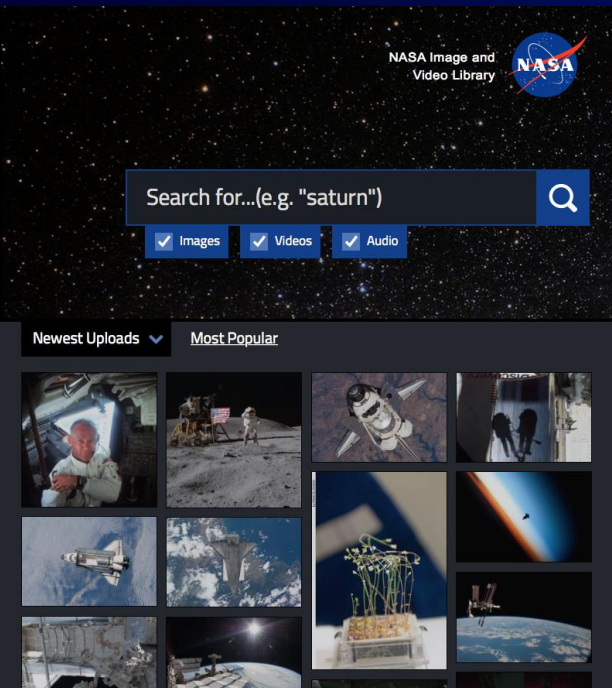 NASA Image and
Video Library
NASA
Search for...(e.g. "saturn")
Images
Videos
Audio
Newest Uploads
Most Popular